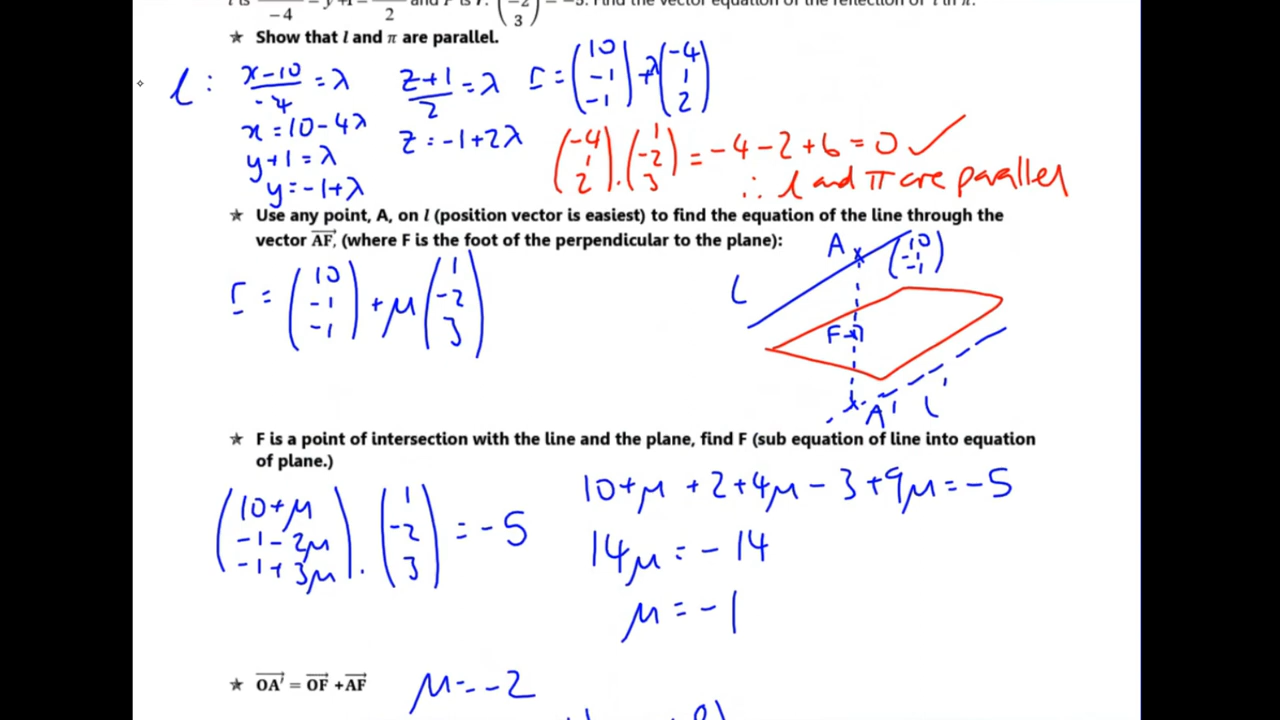 -4 2 3
★ Show that l and π are parallel.
l : x-10/-4 = λ z+1/2 = λ r = (10 -1 -1) + λ(-4 1 2)
x = 10-4λ z = -1+2λ
y+1 = λ (-4 1 2) . (1 -2 3) = -4-2+6 = 0 ✓
y = -1+λ ∴ l and π are parallel
★ Use any point, A, on l (position vector is easiest) to find the equation of the line through the
vector AF, (where F is the foot of the perpendicular to the plane):
r = (10 -1 -1) + μ(1 -2 3)
A (10 -1 -1)
L
F
A' L'
★ F is a point of intersection with the line and the plane, find F (sub equation of line into equation
of plane.)
(10+μ -1-2μ -1+3μ) . (1 -2 3) = -5
10+μ +2+4μ -3+9μ = -5
14μ = -14
μ = -1
★ OA' = OF +AF μ = -2